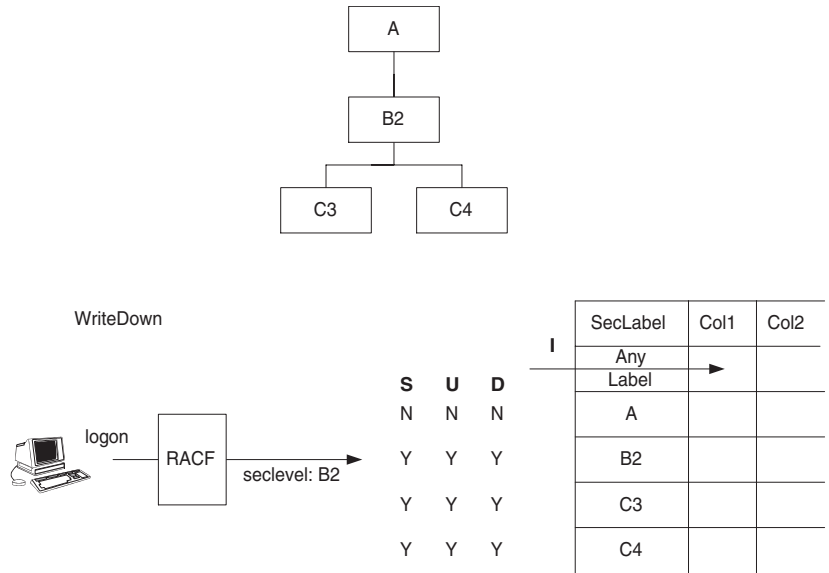 A
B2
C3 C4
WriteDown
SecLabel Col1 Col2
I
Any
Label
S U D
N N N A
logon
RACF
seclevel: B2
Y Y Y B2
Y Y Y C3
Y Y Y C4